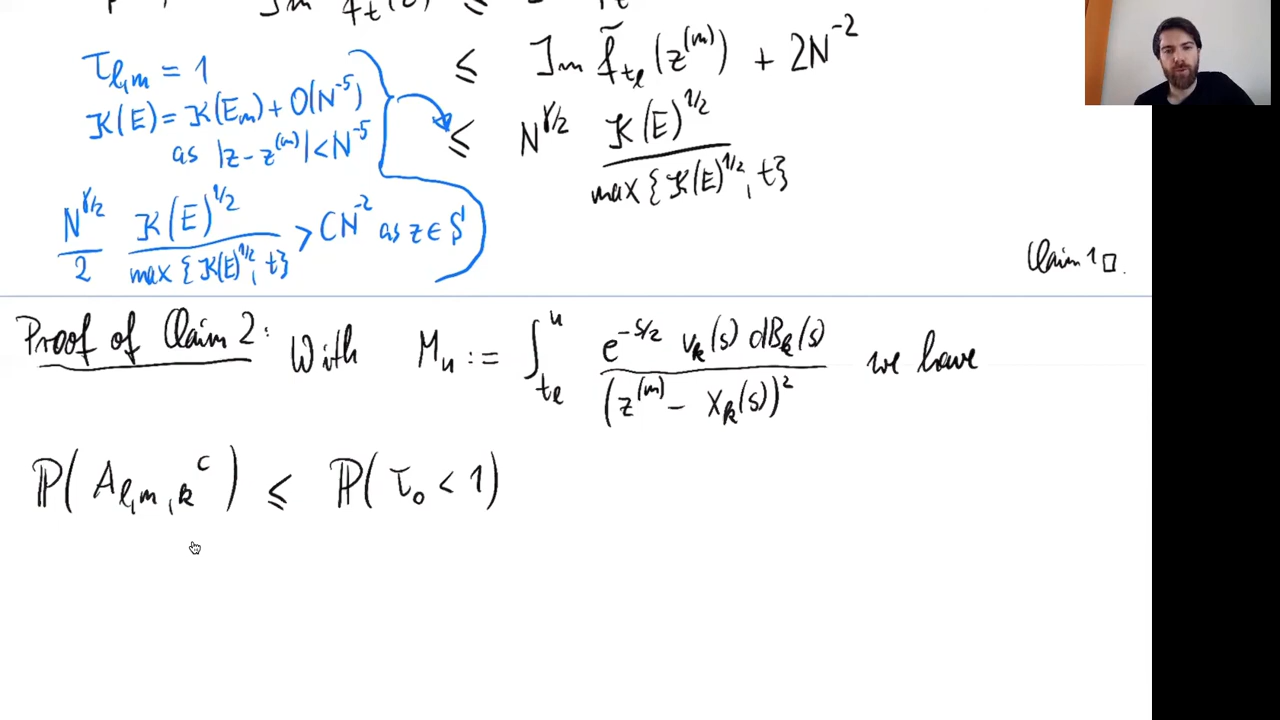 ≤ Im f̃_{t_ℓ}(z^{(m)}) + 2N^{-2}
τ_{ℓ,m} = 1
𝒦(E) = 𝒦(E_m) + O(N^{-5})
as |z - z^{(m)}| < N^{-5}
≤ N^{γ/2} 𝒦(E)^{1/2} / max{𝒦(E)^{1/2}, t}
N^{γ/2}/2 𝒦(E)^{1/2} / max{𝒦(E)^{1/2}, t} > CN^{-2} as z ∈ S
Claim 1 □.
Proof of Claim 2: With M_u := ∫_{t_ℓ}^{u} e^{-s/2} v_k(s) dB_k(s) / (z^{(m)} - x_k(s))^2 we have
ℙ(A_{ℓ,m,k}^c) ≤ ℙ(τ_0 < 1)